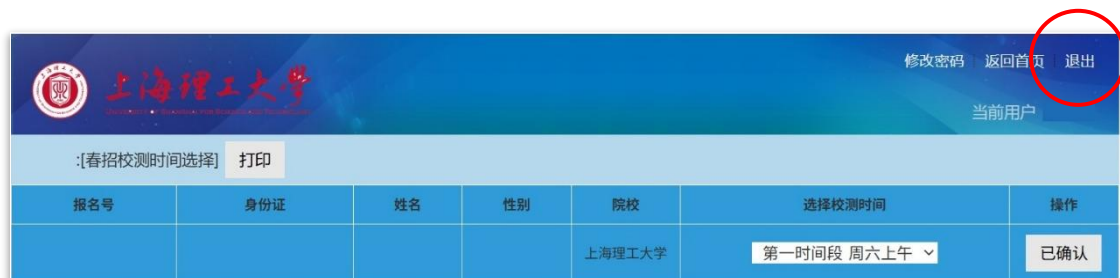 修改密码 返回首页 退出
上海理工大学
当前用户
:[春招校测时间选择] 打印
报名号 身份证 姓名 性别 院校 选择校测时间 操作
上海理工大学 第一时间段 周六上午 已确认